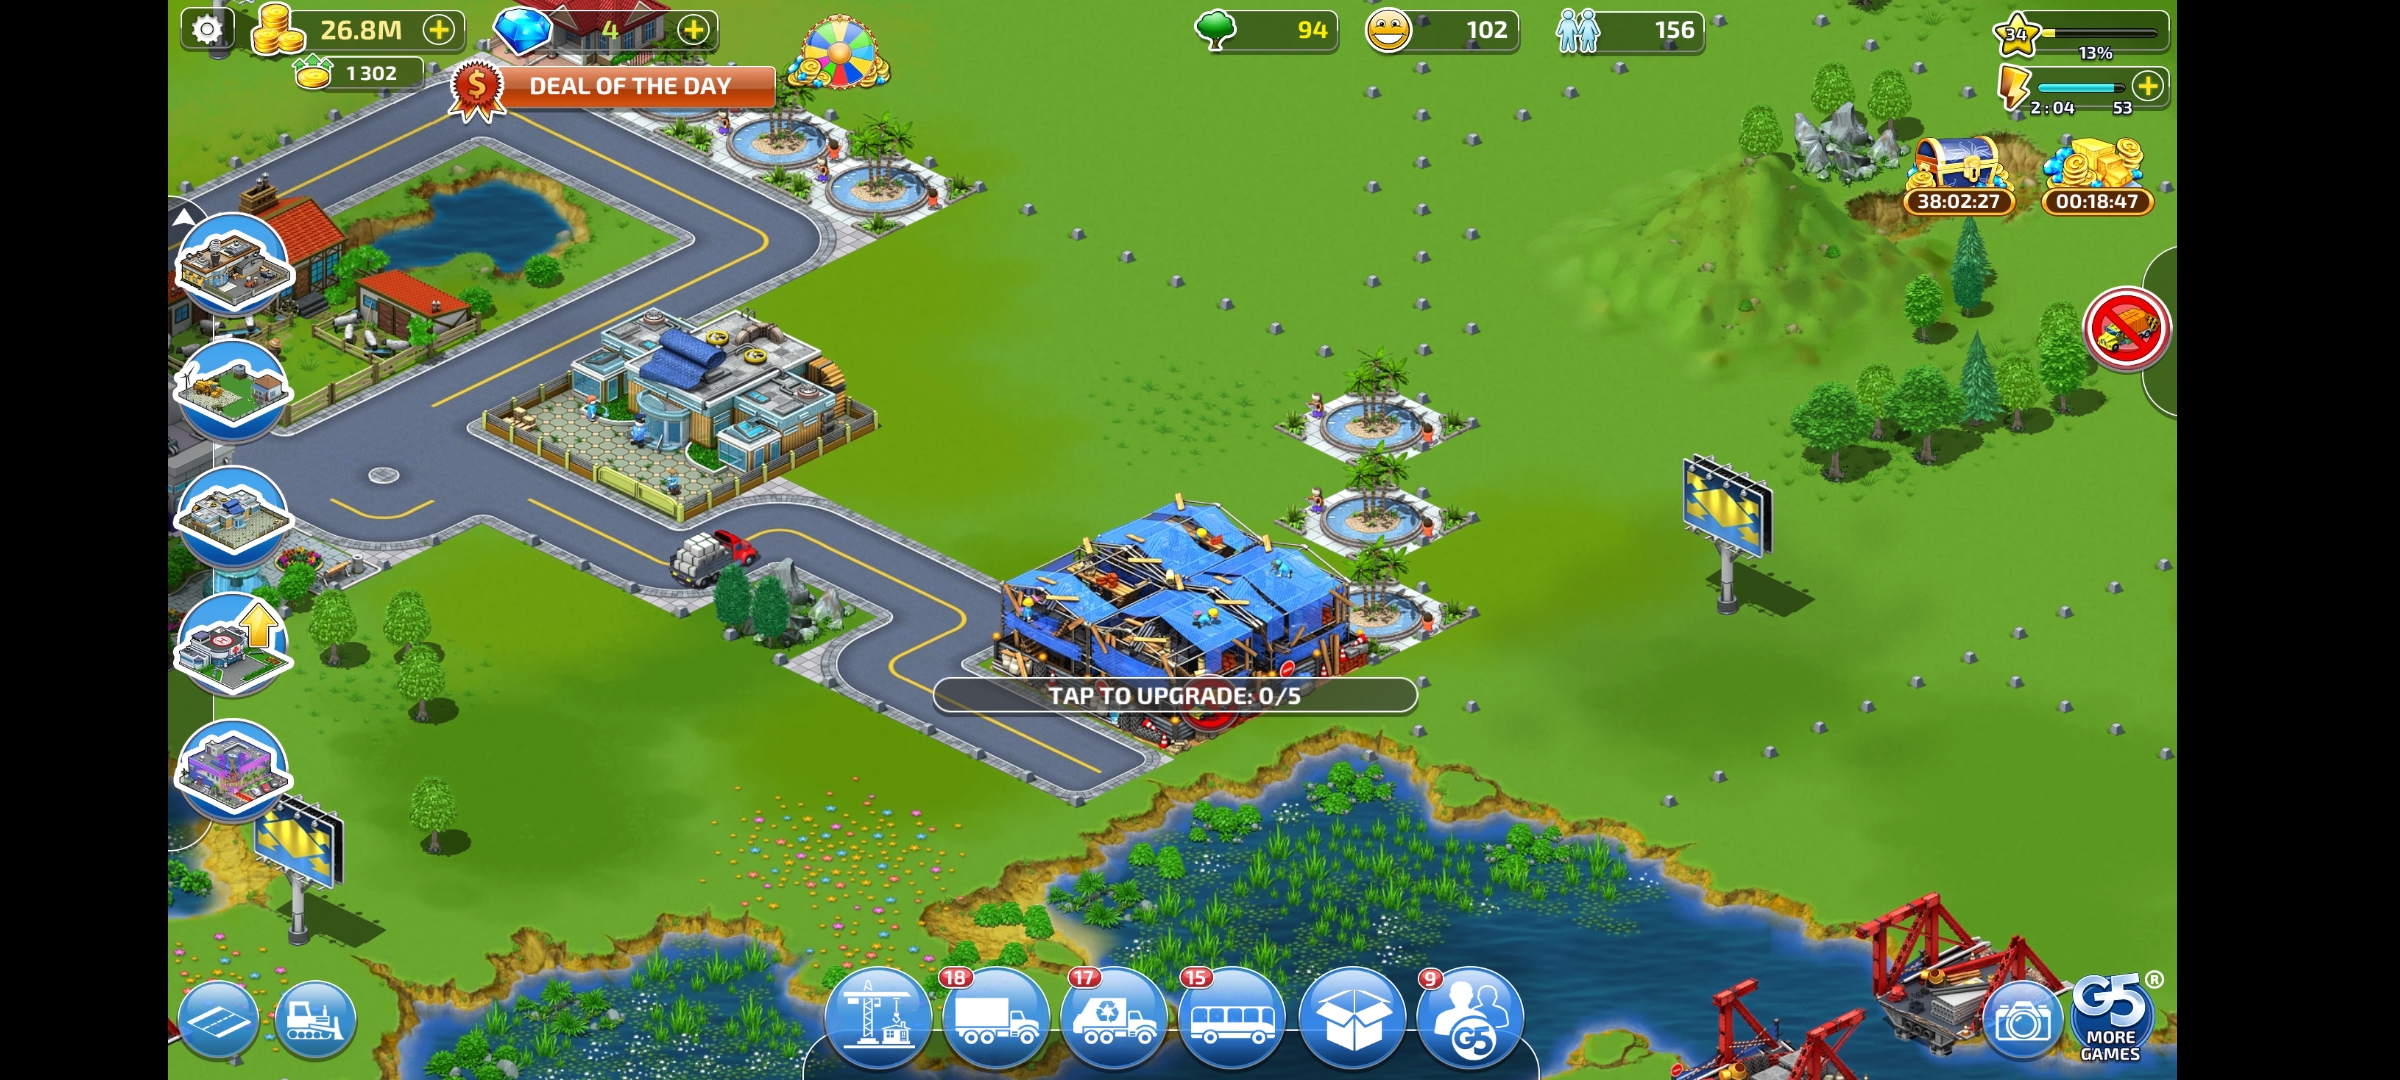 26.8M
4
94
102
156
34
13%
1 302
DEAL OF THE DAY
2:04
53
38:02:27
00:18:47
TAP TO UPGRADE: 0/5
18
17
15
9
G5
G5®
MORE
GAMES